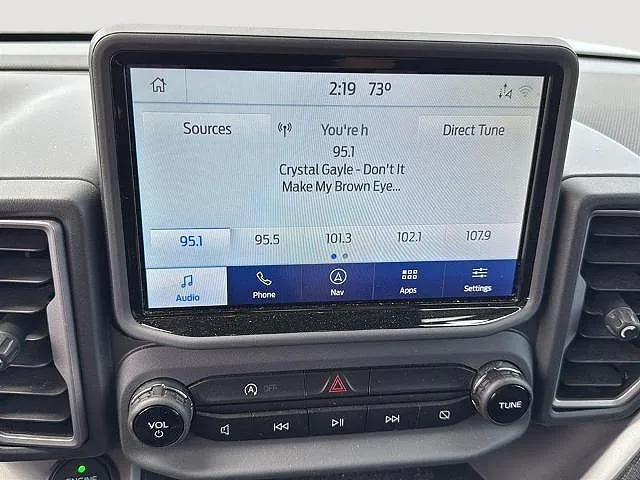 2:19 73°
Sources You're h Direct Tune
95.1
Crystal Gayle - Don't It
Make My Brown Eye...
95.1 95.5 101.3 102.1 107.9
Audio Phone Nav Apps Settings
A OFF
VOL TUNE
ENGINE